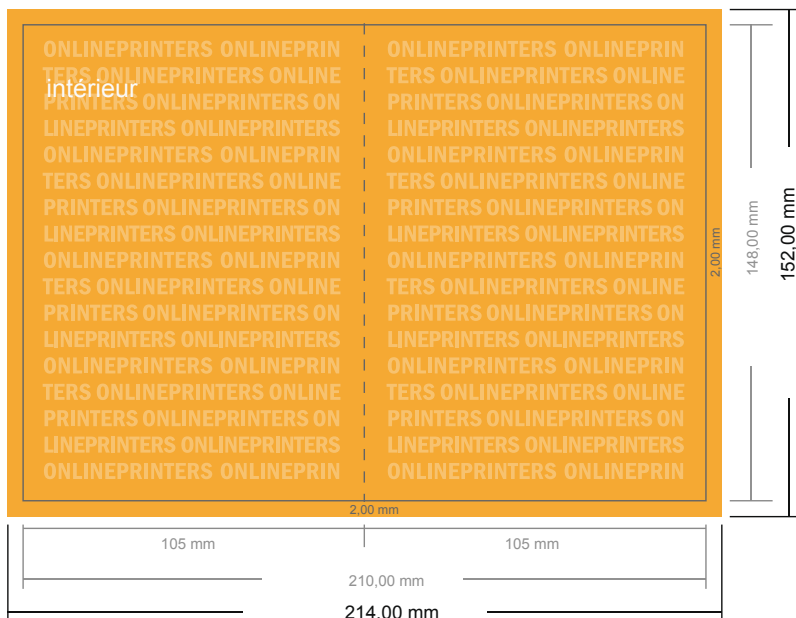 ONLINEPRINTERS ONLINEPRIN
TERS ONLINEPRINTERS ONLINE
intérieur
PRINTERS ONLINEPRINTERS ON
LINEPRINTERS ONLINEPRINTERS
ONLINEPRINTERS ONLINEPRIN
TERS ONLINEPRINTERS ONLINE
PRINTERS ONLINEPRINTERS ON
LINEPRINTERS ONLINEPRINTERS
ONLINEPRINTERS ONLINEPRIN
TERS ONLINEPRINTERS ONLINE
PRINTERS ONLINEPRINTERS ON
LINEPRINTERS ONLINEPRINTERS
ONLINEPRINTERS ONLINEPRIN
TERS ONLINEPRINTERS ONLINE
PRINTERS ONLINEPRINTERS ON
LINEPRINTERS ONLINEPRINTERS
ONLINEPRINTERS ONLINEPRIN
ONLINEPRINTERS ONLINEPRIN
TERS ONLINEPRINTERS ONLINE
PRINTERS ONLINEPRINTERS ON
LINEPRINTERS ONLINEPRINTERS
ONLINEPRINTERS ONLINEPRIN
TERS ONLINEPRINTERS ONLINE
PRINTERS ONLINEPRINTERS ON
LINEPRINTERS ONLINEPRINTERS
ONLINEPRINTERS ONLINEPRIN
TERS ONLINEPRINTERS ONLINE
PRINTERS ONLINEPRINTERS ON
LINEPRINTERS ONLINEPRINTERS
ONLINEPRINTERS ONLINEPRIN
TERS ONLINEPRINTERS ONLINE
PRINTERS ONLINEPRINTERS ON
LINEPRINTERS ONLINEPRINTERS
ONLINEPRINTERS ONLINEPRIN
2,00 mm
148,00 mm
152,00 mm
2,00 mm
105 mm
105 mm
210,00 mm
214,00 mm